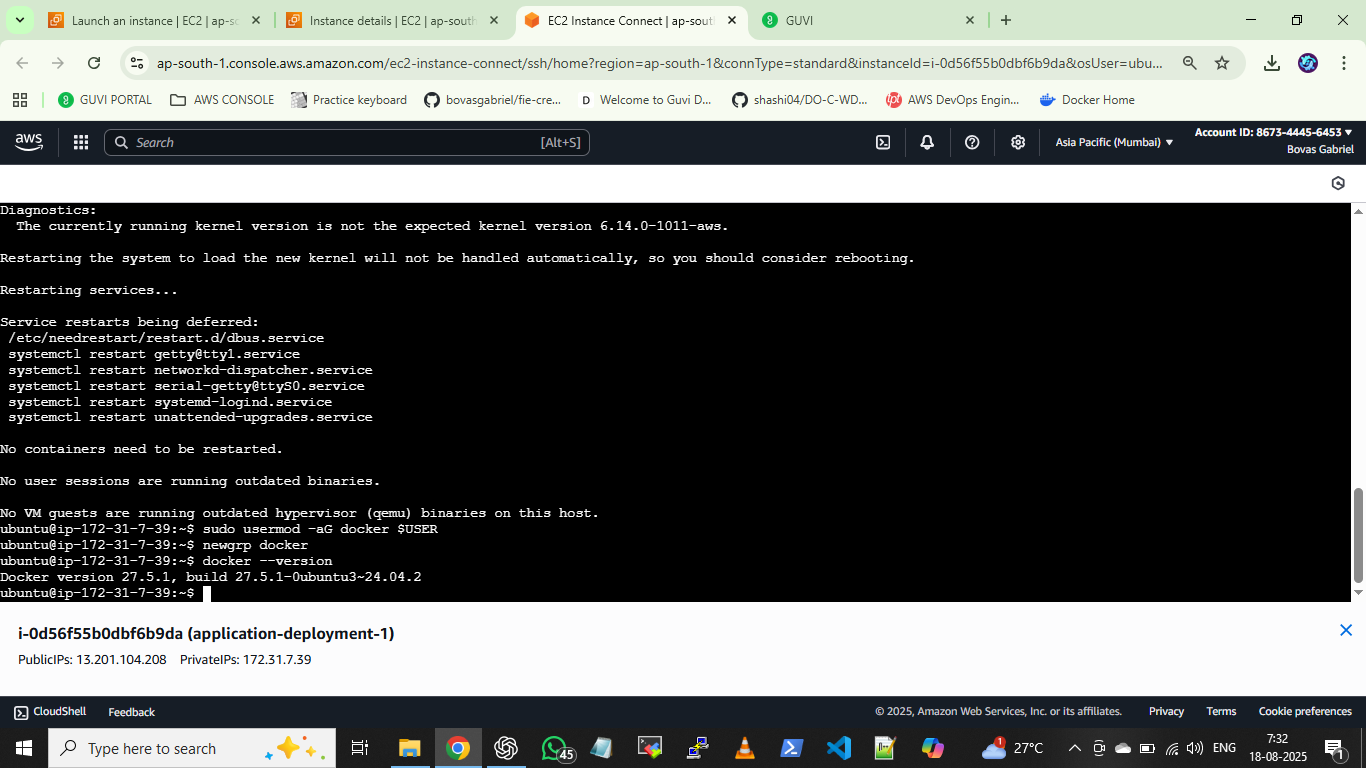 Launch an instance | EC2 | ap-sc
Instance details | EC2 | ap-south
EC2 Instance Connect | ap-sout
GUVI
ap-south-1.console.aws.amazon.com/ec2-instance-connect/ssh/home?region=ap-south-1&connType=standard&instanceId=i-0d56f55b0dbf6b9da&osUser=ubu...
GUVI PORTAL
AWS CONSOLE
Practice keyboard
bovasgabriel/fie-cre...
Welcome to Guvi D...
shashi04/DO-C-WD...
AWS DevOps Engin...
Docker Home
aws
Search
[Alt+S]
Asia Pacific (Mumbai)
Account ID: 8673-4445-6453
Bovas Gabriel
Diagnostics:
The currently running kernel version is not the expected kernel version 6.14.0-1011-aws.
Restarting the system to load the new kernel will not be handled automatically, so you should consider rebooting.
Restarting services...
Service restarts being deferred:
/etc/needrestart/restart.d/dbus.service
systemctl restart getty@tty1.service
systemctl restart networkd-dispatcher.service
systemctl restart serial-getty@ttyS0.service
systemctl restart systemd-logind.service
systemctl restart unattended-upgrades.service
No containers need to be restarted.
No user sessions are running outdated binaries.
No VM guests are running outdated hypervisor (qemu) binaries on this host.
ubuntu@ip-172-31-7-39:~$ sudo usermod -aG docker $USER
ubuntu@ip-172-31-7-39:~$ newgrp docker
ubuntu@ip-172-31-7-39:~$ docker --version
Docker version 27.5.1, build 27.5.1-0ubuntu3~24.04.2
ubuntu@ip-172-31-7-39:~$
i-0d56f55b0dbf6b9da (application-deployment-1)
PublicIPs: 13.201.104.208 PrivateIPs: 172.31.7.39
CloudShell
Feedback
© 2025, Amazon Web Services, Inc. or its affiliates.
Privacy
Terms
Cookie preferences
Type here to search
45
1
27°C
ENG
7:32
18-08-2025
1